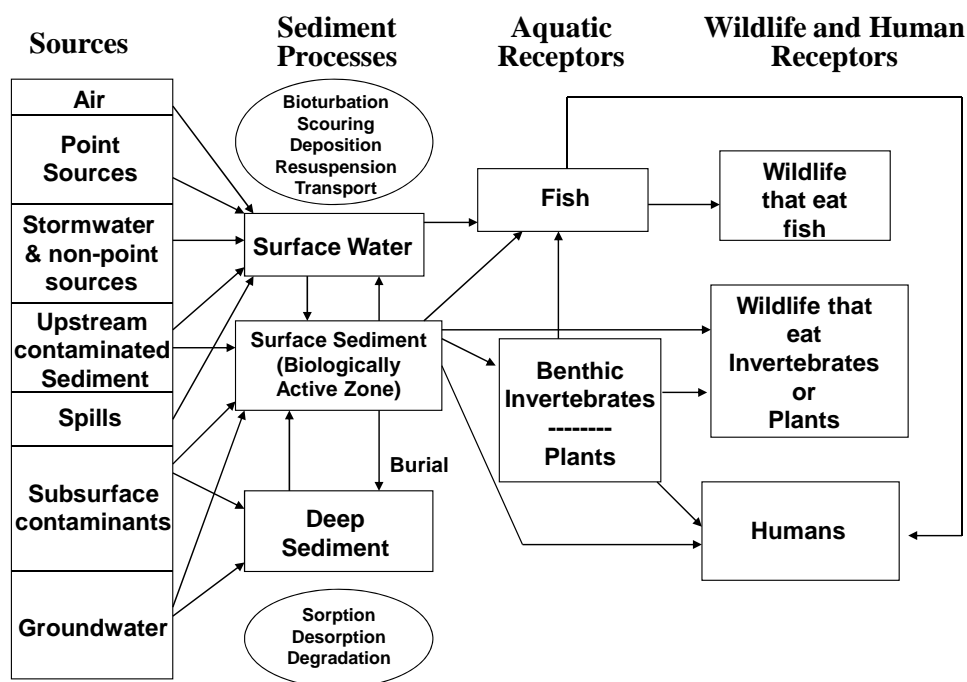 Sources
Sediment
Processes
Aquatic
Receptors
Wildlife and Human
Receptors
Air
Point
Sources
Stormwater
& non-point
sources
Upstream
contaminated
Sediment
Spills
Subsurface
contaminants
Groundwater
Bioturbation
Scouring
Deposition
Resuspension
Transport
Surface Water
Surface Sediment
(Biologically
Active Zone)
Burial
Deep
Sediment
Sorption
Desorption
Degradation
Fish
Benthic
Invertebrates
--------
Plants
Wildlife
that eat
fish
Wildlife that
eat
Invertebrates
or
Plants
Humans